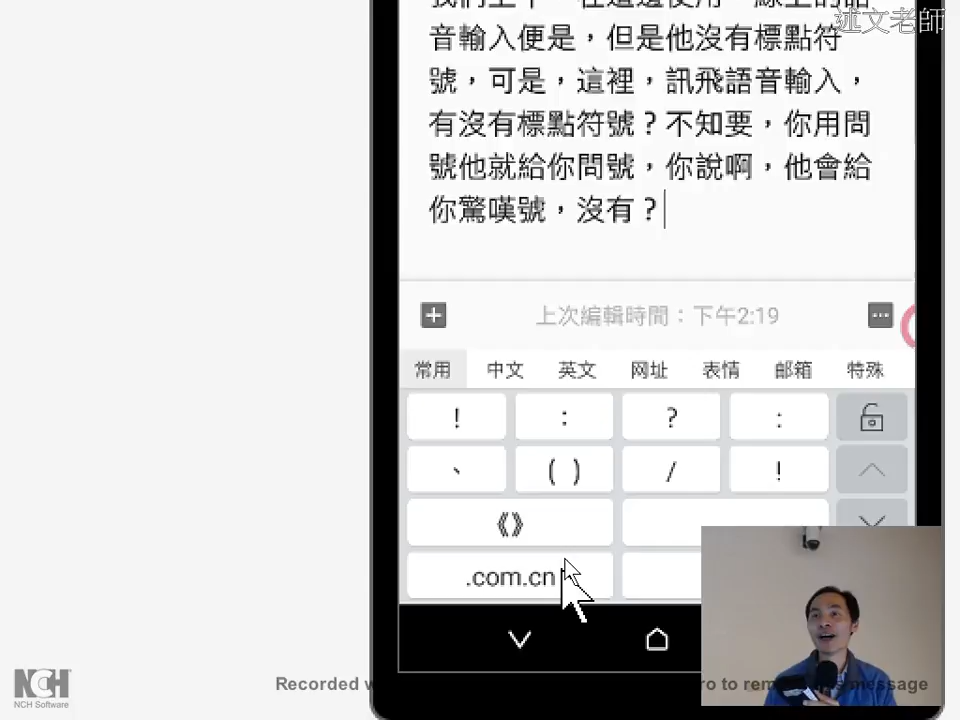 述文老師
音輸入便是，但是他沒有標點符
號，可是，這裡，訊飛語音輸入，
有沒有標點符號？不知要，你用問
號他就給你問號，你說啊，他會給
你驚嘆號，沒有？
上次編輯時間：下午2:19
常用 中文 英文 网址 表情 邮箱 特殊
! : ? :
、 ( ) / !
《》
.com.cn
NCH
NCH Software
Recorded
message